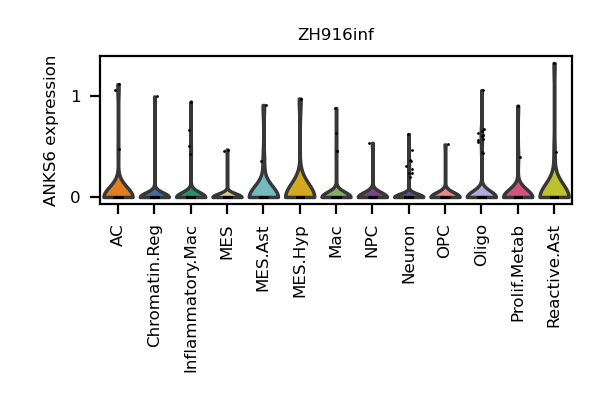 ZH916inf
ANKS6 expression
1
0
AC
Chromatin.Reg
Inflammatory.Mac
MES
MES.Ast
MES.Hyp
Mac
NPC
Neuron
OPC
Oligo
Prolif.Metab
Reactive.Ast